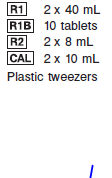 R1 2 x 40 mL
R1B 10 tablets
R2 2 x 8 mL
CAL 2 x 10 mL
Plastic tweezers